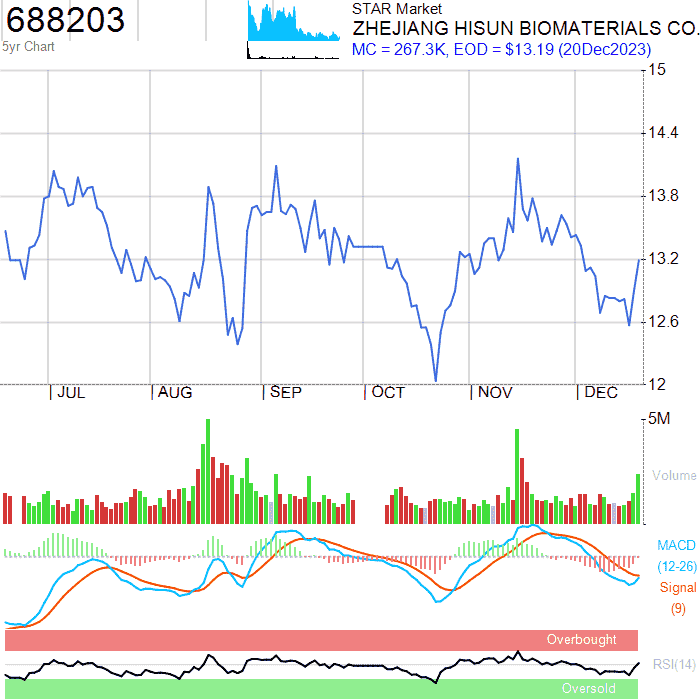 688203
5yr Chart
STAR Market
ZHEJIANG HISUN BIOMATERIALS CO.
MC = 267.3K, EOD = $13.19 (20Dec2023)
15
14.4
13.8
13.2
12.6
12
JUL AUG SEP OCT NOV DEC
5M
Volume
MACD
(12-26)
Signal
(9)
Overbought
RSI(14)
Oversold